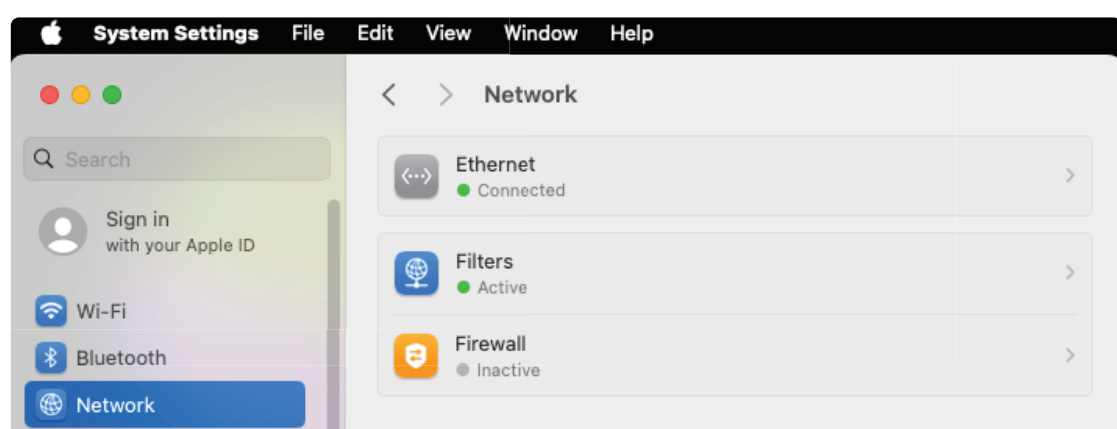 System Settings File Edit View Window Help
Network
Search
Sign in
with your Apple ID
Wi-Fi
Bluetooth
Network
Ethernet
Connected
Filters
Active
Firewall
Inactive